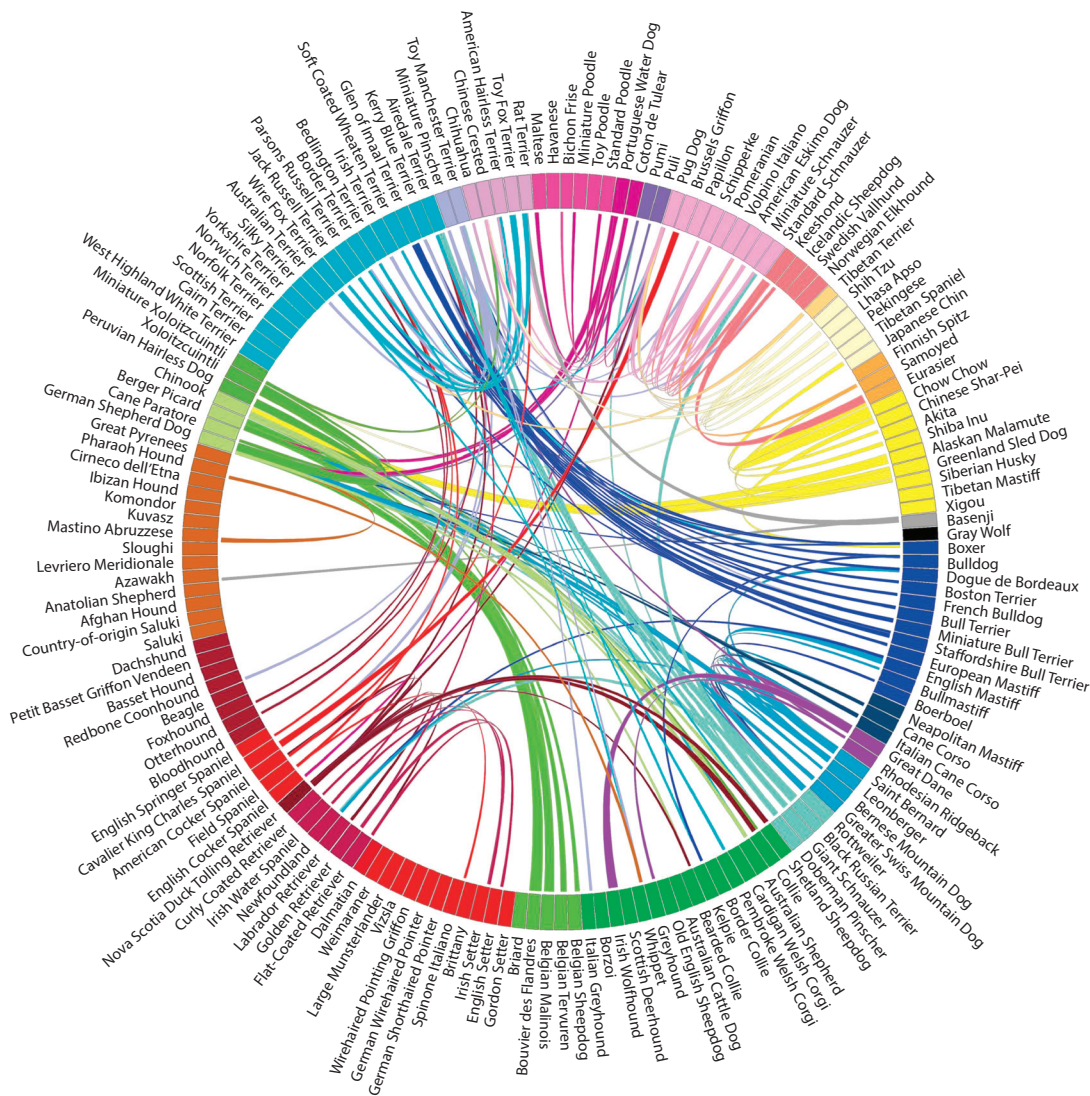 Maltese
Havanese
Bichon Frise
Miniature Poodle
Toy Poodle
Standard Poodle
Portuguese Water Dog
Coton de Tulear
Pumi
Puli
Pug Dog
Brussels Griffon
Papillon
Schipperke
Pomeranian
Volpino Italiano
American Eskimo Dog
Miniature Schnauzer
Standard Schnauzer
Keeshond
Icelandic Sheepdog
Swedish Vallhund
Norwegian Elkhound
Tibetan Terrier
Shih Tzu
Lhasa Apso
Pekingese
Tibetan Spaniel
Japanese Chin
Finnish Spitz
Samoyed
Eurasier
Chow Chow
Chinese Shar-Pei
Akita
Shiba Inu
Alaskan Malamute
Greenland Sled Dog
Siberian Husky
Tibetan Mastiff
Xigou
Basenji
Gray Wolf
Boxer
Bulldog
Dogue de Bordeaux
Boston Terrier
French Bulldog
Bull Terrier
Miniature Bull Terrier
Staffordshire Bull Terrier
European Mastiff
English Mastiff
Bullmastiff
Boerboel
Neapolitan Mastiff
Cane Corso
Italian Cane Corso
Great Dane
Rhodesian Ridgeback
Saint Bernard
Leonberger
Bernese Mountain Dog
Greater Swiss Mountain Dog
Rottweiler
Black Russian Terrier
Giant Schnauzer
Doberman Pinscher
Shetland Sheepdog
Collie
Australian Shepherd
Cardigan Welsh Corgi
Pembroke Welsh Corgi
Border Collie
Kelpie
Bearded Collie
Australian Cattle Dog
Old English Sheepdog
Greyhound
Whippet
Scottish Deerhound
Irish Wolfhound
Borzoi
Italian Greyhound
Belgian Sheepdog
Belgian Tervuren
Belgian Malinois
Bouvier des Flandres
Briard
Gordon Setter
English Setter
Irish Setter
Brittany
Spinone Italiano
German Shorthaired Pointer
German Wirehaired Pointer
Wirehaired Pointing Griffon
Vizsla
Large Munsterlander
Weimaraner
Dalmatian
Flat-Coated Retriever
Golden Retriever
Labrador Retriever
Newfoundland
Irish Water Spaniel
Curly Coated Retriever
Nova Scotia Duck Tolling Retriever
English Cocker Spaniel
Field Spaniel
American Cocker Spaniel
Cavalier King Charles Spaniel
English Springer Spaniel
Bloodhound
Otterhound
Foxhound
Beagle
Redbone Coonhound
Basset Hound
Petit Basset Griffon Vendeen
Dachshund
Saluki
Country-of-origin Saluki
Afghan Hound
Anatolian Shepherd
Azawakh
Levriero Meridionale
Sloughi
Mastino Abruzzese
Kuvasz
Komondor
Ibizan Hound
Cirneco dell'Etna
Pharaoh Hound
Great Pyrenees
German Shepherd Dog
Cane Paratore
Berger Picard
Chinook
Peruvian Hairless Dog
Xoloitzcuintli
Miniature Xoloitzcuintli
West Highland White Terrier
Cairn Terrier
Scottish Terrier
Norfolk Terrier
Norwich Terrier
Yorkshire Terrier
Silky Terrier
Australian Terrier
Wire Fox Terrier
Jack Russell Terrier
Parsons Russell Terrier
Border Terrier
Bedlington Terrier
Irish Terrier
Soft Coated Wheaten Terrier
Glen of Imaal Terrier
Kerry Blue Terrier
Airedale Terrier
Miniature Pinscher
Toy Manchester Terrier
Chihuahua
Chinese Crested
American Hairless Terrier
Toy Fox Terrier
Rat Terrier